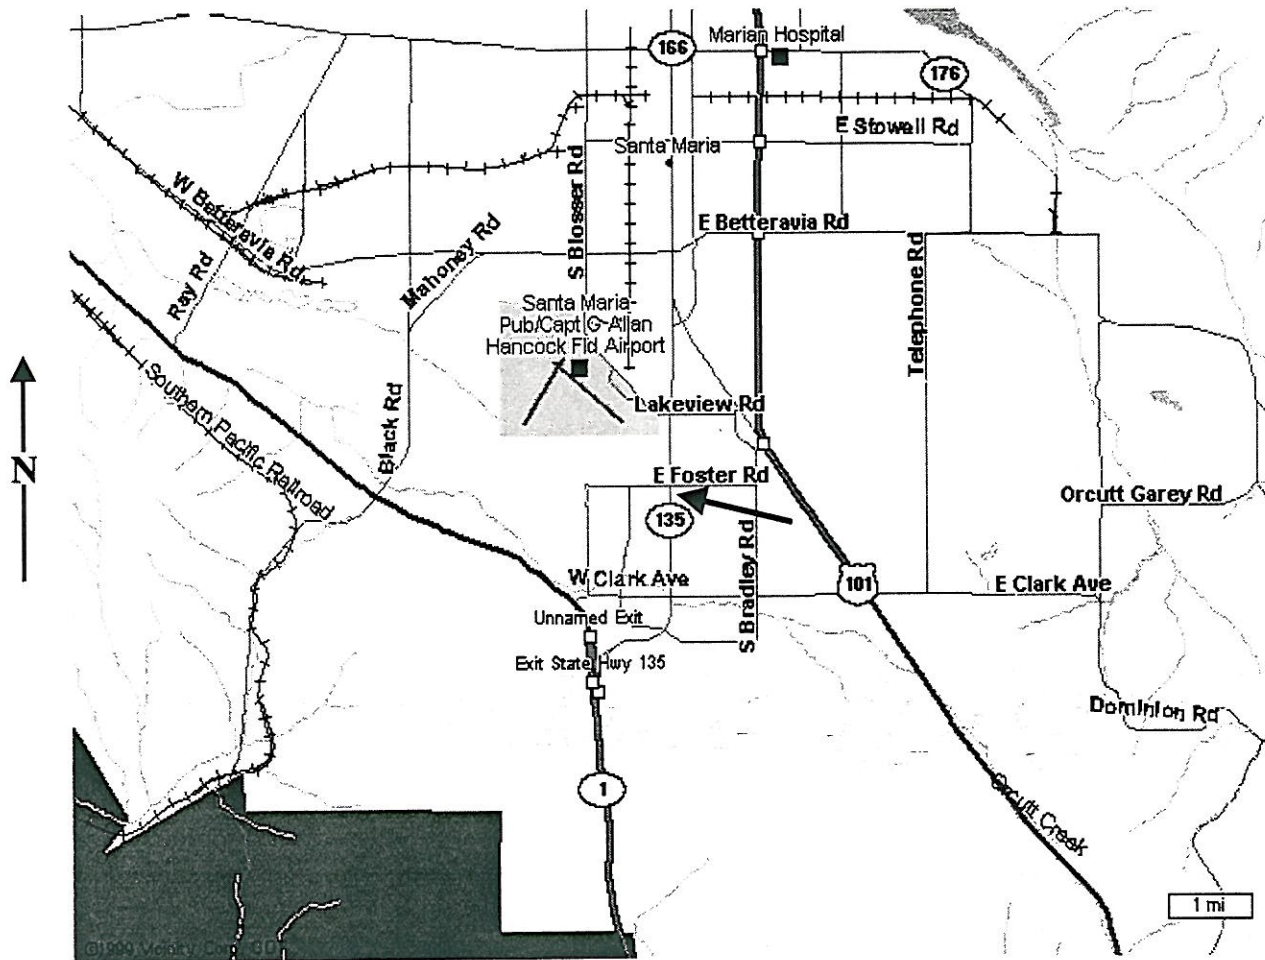 Marian Hospital
166
176
E Stowell Rd
Santa Maria
W Betteravia Rd
S Blosser Rd
E Betteravia Rd
Mahoney Rd
Ray Rd
Telephone Rd
Santa Maria-
Pub/Capt G Allan
Hancock Fld Airport
Southern Pacific Railroad
Black Rd
Lakeview Rd
N
E Foster Rd
Orcutt Garey Rd
135
S Bradley Rd
W Clark Ave
101
E Clark Ave
Unnamed Exit
Exit State Hwy 135
Dominion Rd
1
Orcutt Creek
1 mi